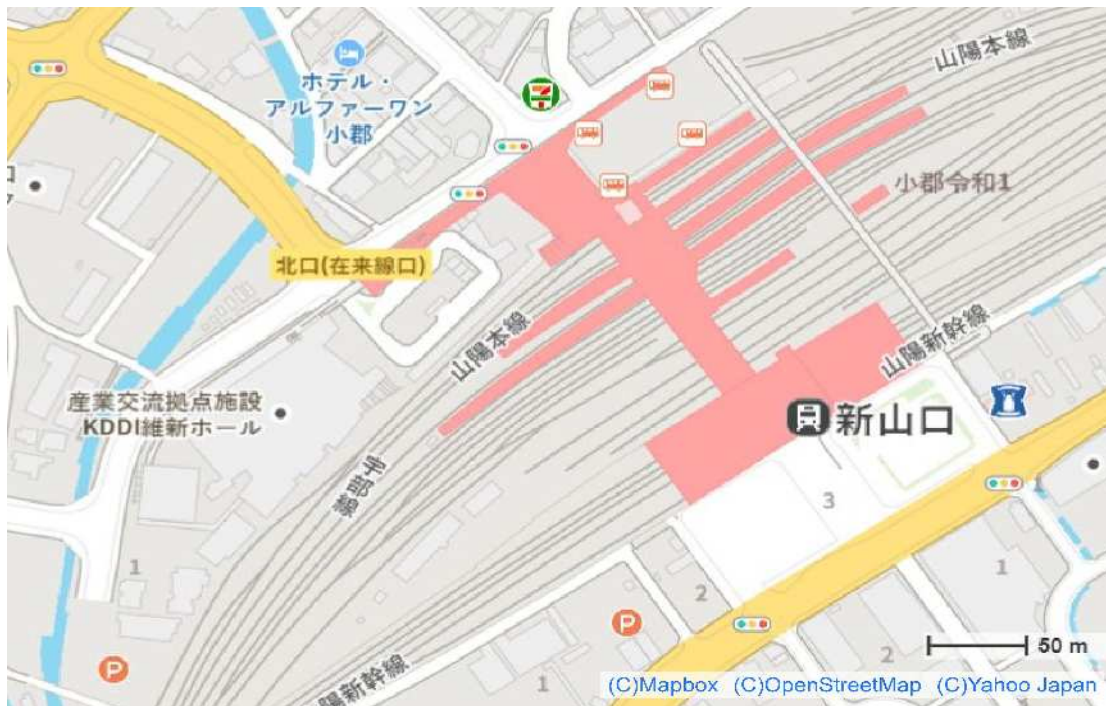 山陽本線
ホテル・
アルファーワン
小郡
小郡令和1
北口(在来線口)
山陽本線
山陽新幹線
産業交流拠点施設
KDDI維新ホール
新山口
宇部線
3
1
1
1
2
2
1
陽新幹線
50 m
(C)Mapbox (C)OpenStreetMap (C)Yahoo Japan